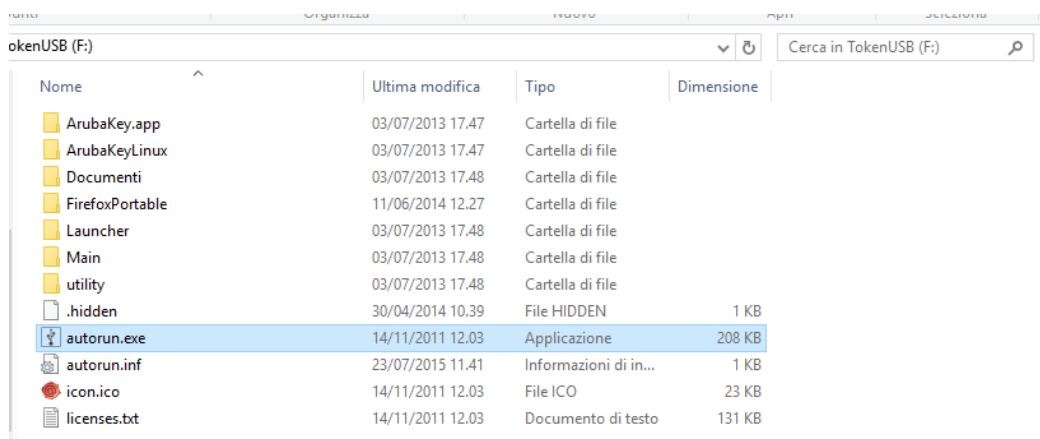 okenUSB (F:) Cerca in TokenUSB (F:)
Nome Ultima modifica Tipo Dimensione
ArubaKey.app 03/07/2013 17.47 Cartella di file
ArubaKeyLinux 03/07/2013 17.47 Cartella di file
Documenti 03/07/2013 17.48 Cartella di file
FirefoxPortable 11/06/2014 12.27 Cartella di file
Launcher 03/07/2013 17.48 Cartella di file
Main 03/07/2013 17.48 Cartella di file
utility 03/07/2013 17.48 Cartella di file
.hidden 30/04/2014 10.39 File HIDDEN 1 KB
autorun.exe 14/11/2011 12.03 Applicazione 208 KB
autorun.inf 23/07/2015 11.41 Informazioni di in... 1 KB
icon.ico 14/11/2011 12.03 File ICO 23 KB
licenses.txt 14/11/2011 12.03 Documento di testo 131 KB